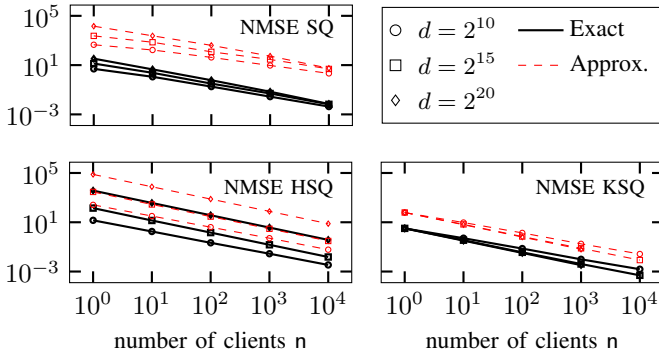 10^5
10^1
10^−3
NMSE SQ
d = 2^10
d = 2^15
d = 2^20
Exact
Approx.
10^5
10^1
10^−3
NMSE HSQ
10^0 10^1 10^2 10^3 10^4
number of clients n
NMSE KSQ
10^0 10^1 10^2 10^3 10^4
number of clients n